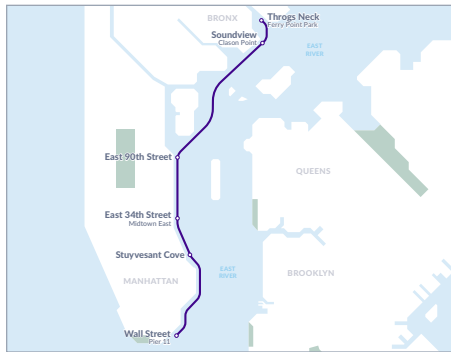 BRONX
Throgs Neck
Ferry Point Park
Soundview
Clason Point
EAST
RIVER
East 90th Street
QUEENS
East 34th Street
Midtown East
Stuyvesant Cove
EAST
RIVER
BROOKLYN
MANHATTAN
Wall Street
Pier 11